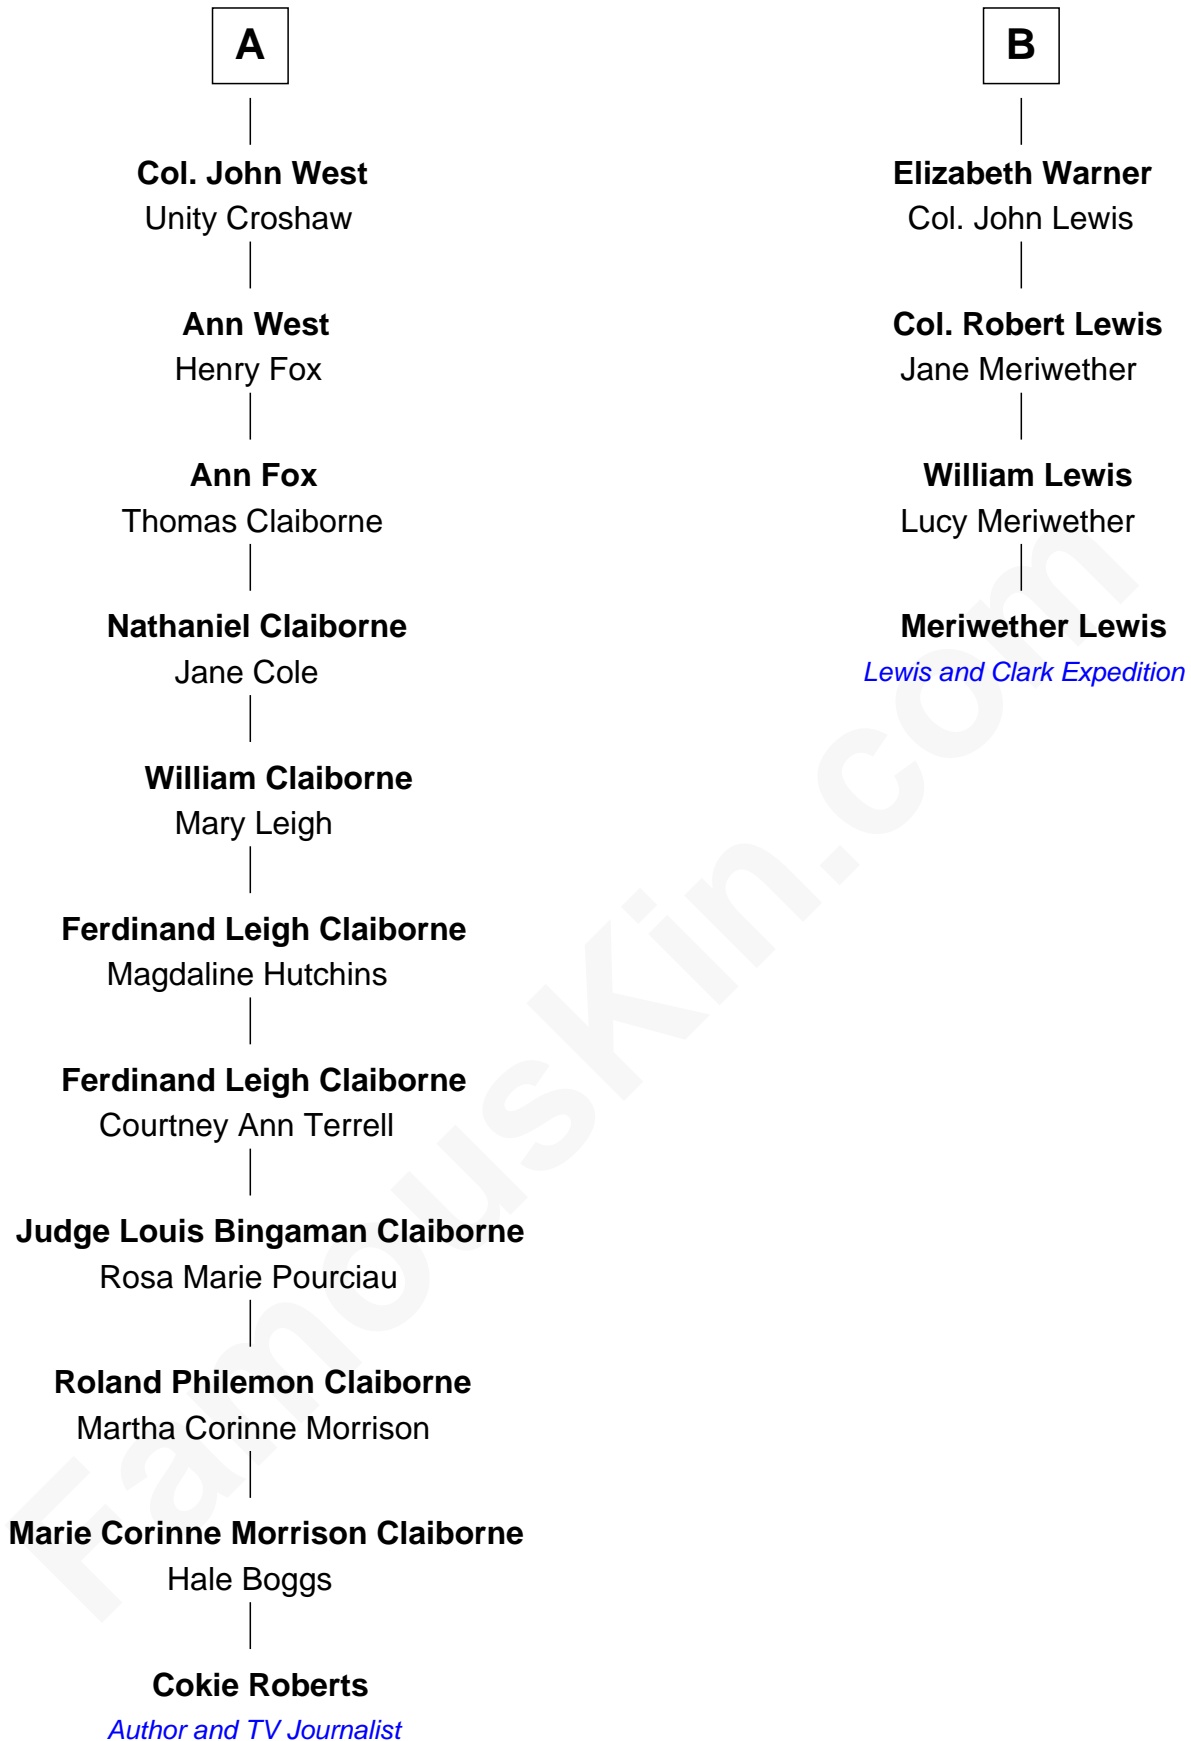 A
Col. John West
Unity Croshaw
Ann West
Henry Fox
Ann Fox
Thomas Claiborne
Nathaniel Claiborne
Jane Cole
William Claiborne
Mary Leigh
Ferdinand Leigh Claiborne
Magdaline Hutchins
Ferdinand Leigh Claiborne
Courtney Ann Terrell
Judge Louis Bingaman Claiborne
Rosa Marie Pourciau
Roland Philemon Claiborne
Martha Corinne Morrison
Marie Corinne Morrison Claiborne
Hale Boggs
Cokie Roberts
Author and TV Journalist
B
Elizabeth Warner
Col. John Lewis
Col. Robert Lewis
Jane Meriwether
William Lewis
Lucy Meriwether
Meriwether Lewis
Lewis and Clark Expedition
FamousKin.com